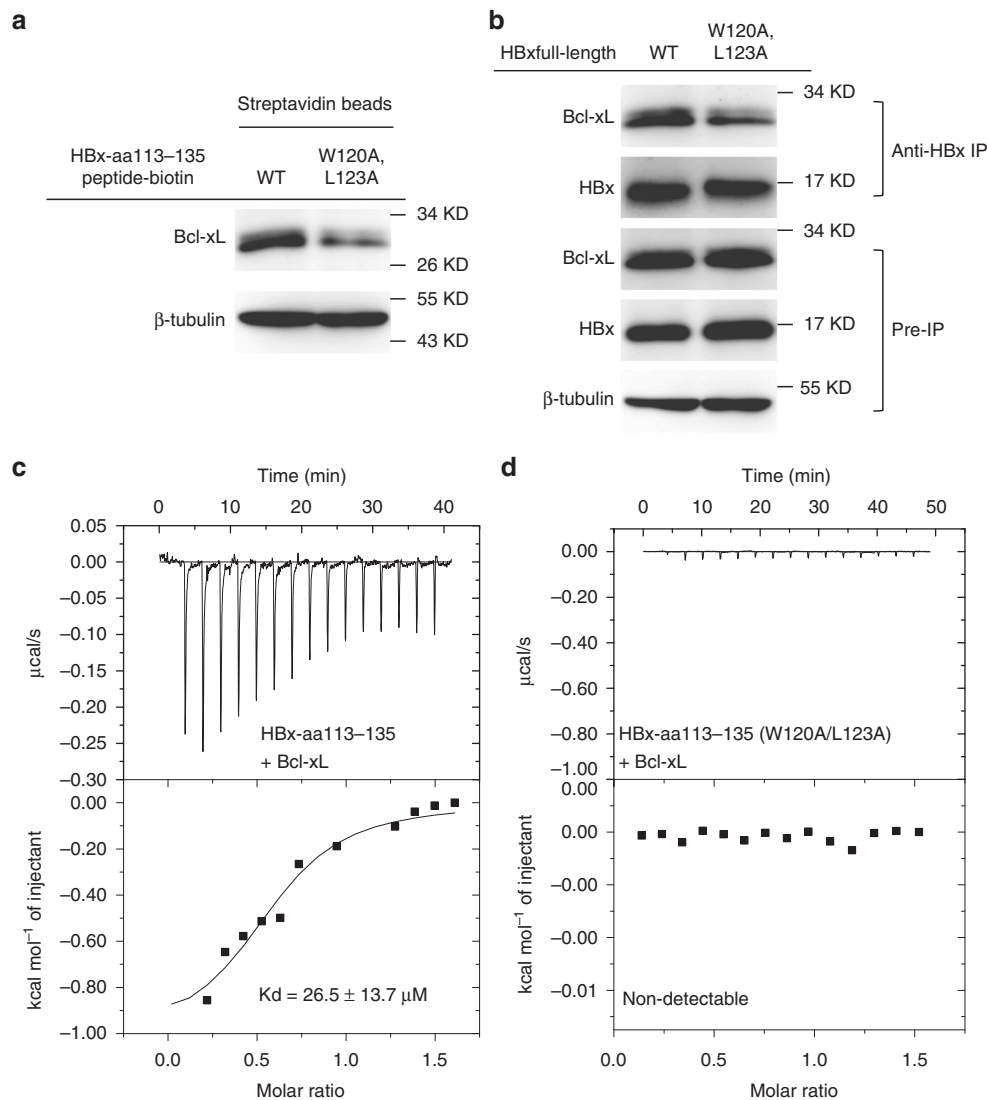 a
Streptavidin beads
HBx-aa113–135
peptide-biotin
WT
W120A,
L123A
Bcl-xL
34 KD
26 KD
β-tubulin
55 KD
43 KD
b
HBxfull-length
WT
W120A,
L123A
Bcl-xL
34 KD
HBx
17 KD
Anti-HBx IP
Bcl-xL
34 KD
HBx
17 KD
β-tubulin
55 KD
Pre-IP
c
Time (min)
0 10 20 30 40
0.05
0.00
–0.05
–0.10
–0.15
–0.20
–0.25
–0.30
μcal/s
HBx-aa113–135
+ Bcl-xL
0.00
–0.20
–0.40
–0.60
–0.80
–1.00
kcal mol⁻¹ of injectant
Kd = 26.5 ± 13.7 μM
0.0 0.5 1.0 1.5
Molar ratio
d
Time (min)
0 10 20 30 40 50
0.00
–0.20
–0.40
–0.60
–0.80
–1.00
μcal/s
HBx-aa113–135 (W120A/L123A)
+ Bcl-xL
0.00
0.00
–0.00
–0.00
–0.01
kcal mol⁻¹ of injectant
Non-detectable
0.0 0.5 1.0 1.5
Molar ratio